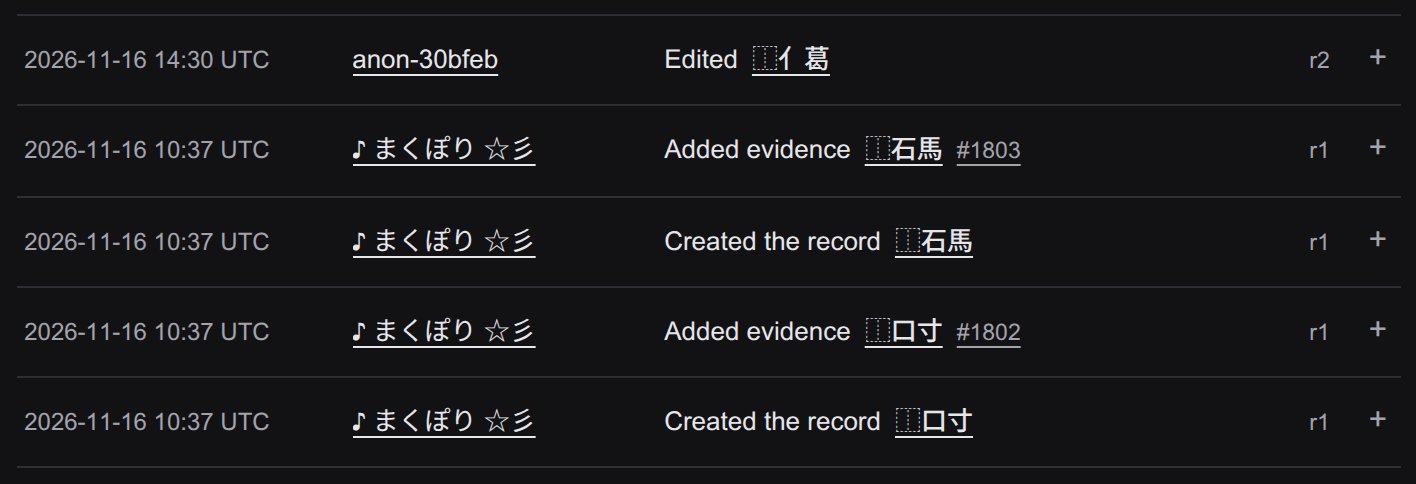 2026-11-16 14:30 UTC anon-30bfeb Edited ⿰亻葛 r2 +
2026-11-16 10:37 UTC ♪ まくぽり ☆彡 Added evidence ⿰石馬 #1803 r1 +
2026-11-16 10:37 UTC ♪ まくぽり ☆彡 Created the record ⿰石馬 r1 +
2026-11-16 10:37 UTC ♪ まくぽり ☆彡 Added evidence ⿰口寸 #1802 r1 +
2026-11-16 10:37 UTC ♪ まくぽり ☆彡 Created the record ⿰口寸 r1 +